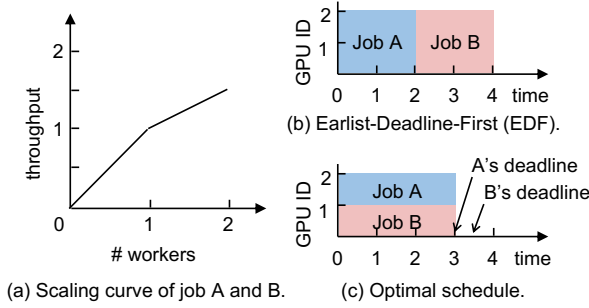 throughput
2
1
0
1
2
# workers
(a) Scaling curve of job A and B.
GPU ID
2
1
Job A
Job B
0
1
2
3
4
time
(b) Earlist-Deadline-First (EDF).
A's deadline
B's deadline
GPU ID
2
1
Job A
Job B
0
1
2
3
4
time
(c) Optimal schedule.